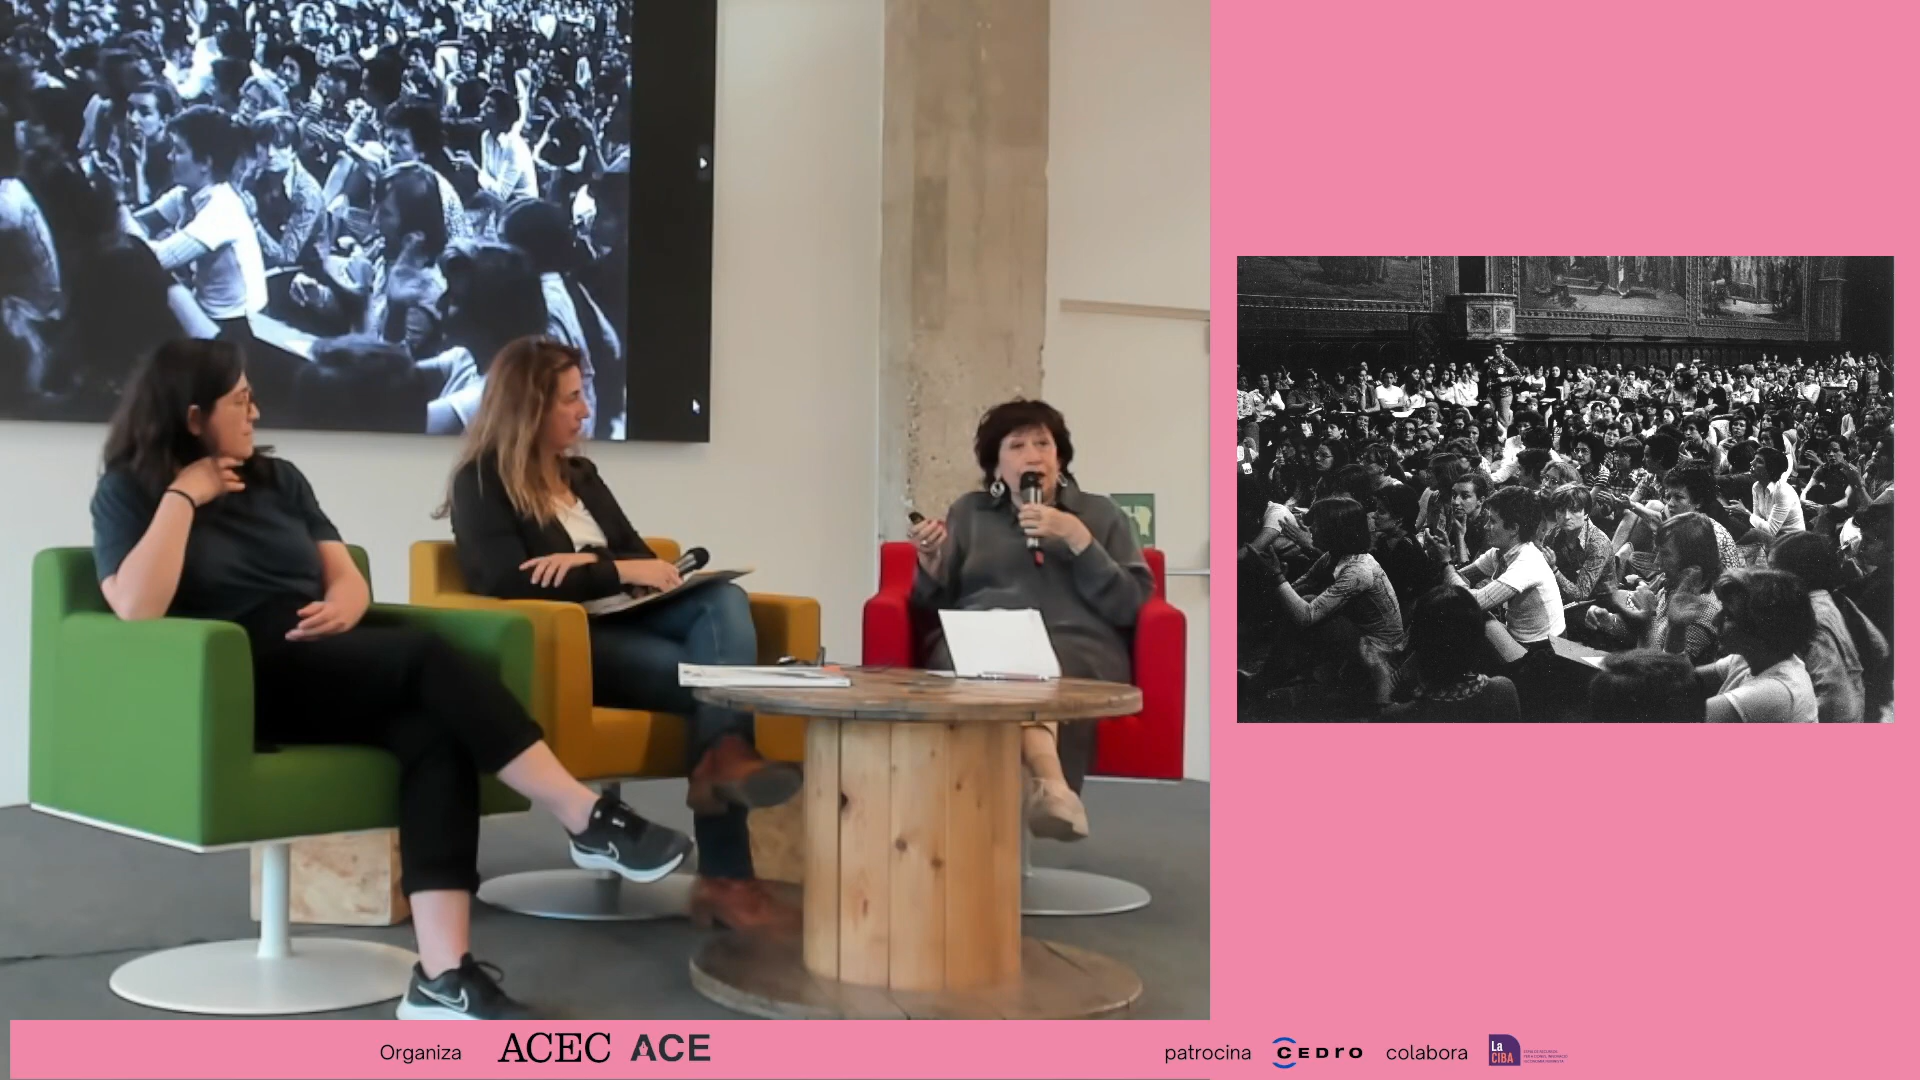 Organiza
ACEC ACE
patrocina
CEDRO
colabora
La
CIBA